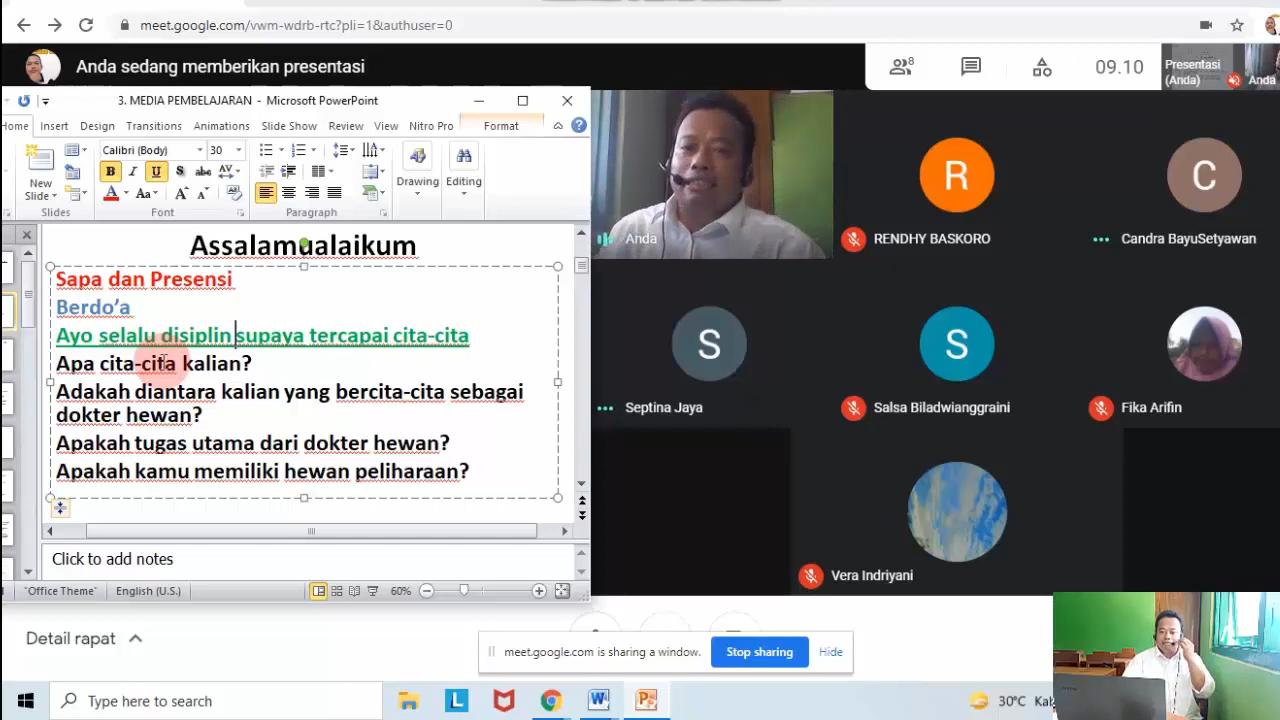 meet.google.com/vwm-wdrb-rtc?pli=1&authuser=0
Anda sedang memberikan presentasi
8
09.10
Presentasi
(Anda)
Anda
3. MEDIA PEMBELAJARAN - Microsoft PowerPoint
Home Insert Design Transitions Animations Slide Show Review View Nitro Pro Format
Calibri (Body) 30
New
Slide
Drawing
Editing
Slides Font Paragraph
Assalamualaikum
Sapa dan Presensi
Berdo’a
Ayo selalu disiplin supaya tercapai cita-cita
Apa cita-cita kalian?
Adakah diantara kalian yang bercita-cita sebagai
dokter hewan?
Apakah tugas utama dari dokter hewan?
Apakah kamu memiliki hewan peliharaan?
Click to add notes
"Office Theme" English (U.S.) 60%
Anda
R
RENDHY BASKORO
C
Candra BayuSetyawan
S
Septina Jaya
S
Salsa Biladwianggraini
Fika Arifin
Vera Indriyani
Detail rapat
meet.google.com is sharing a window.
Stop sharing
Hide
Type here to search
30°C